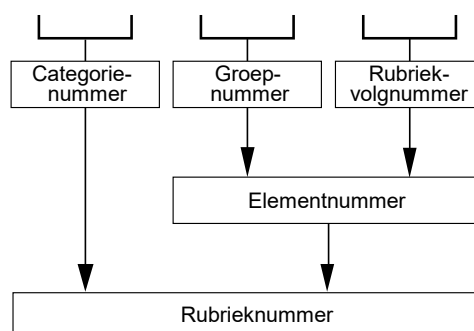 Categorie-
nummer
Groep-
nummer
Rubriek-
volgnummer
Elementnummer
Rubrieknummer